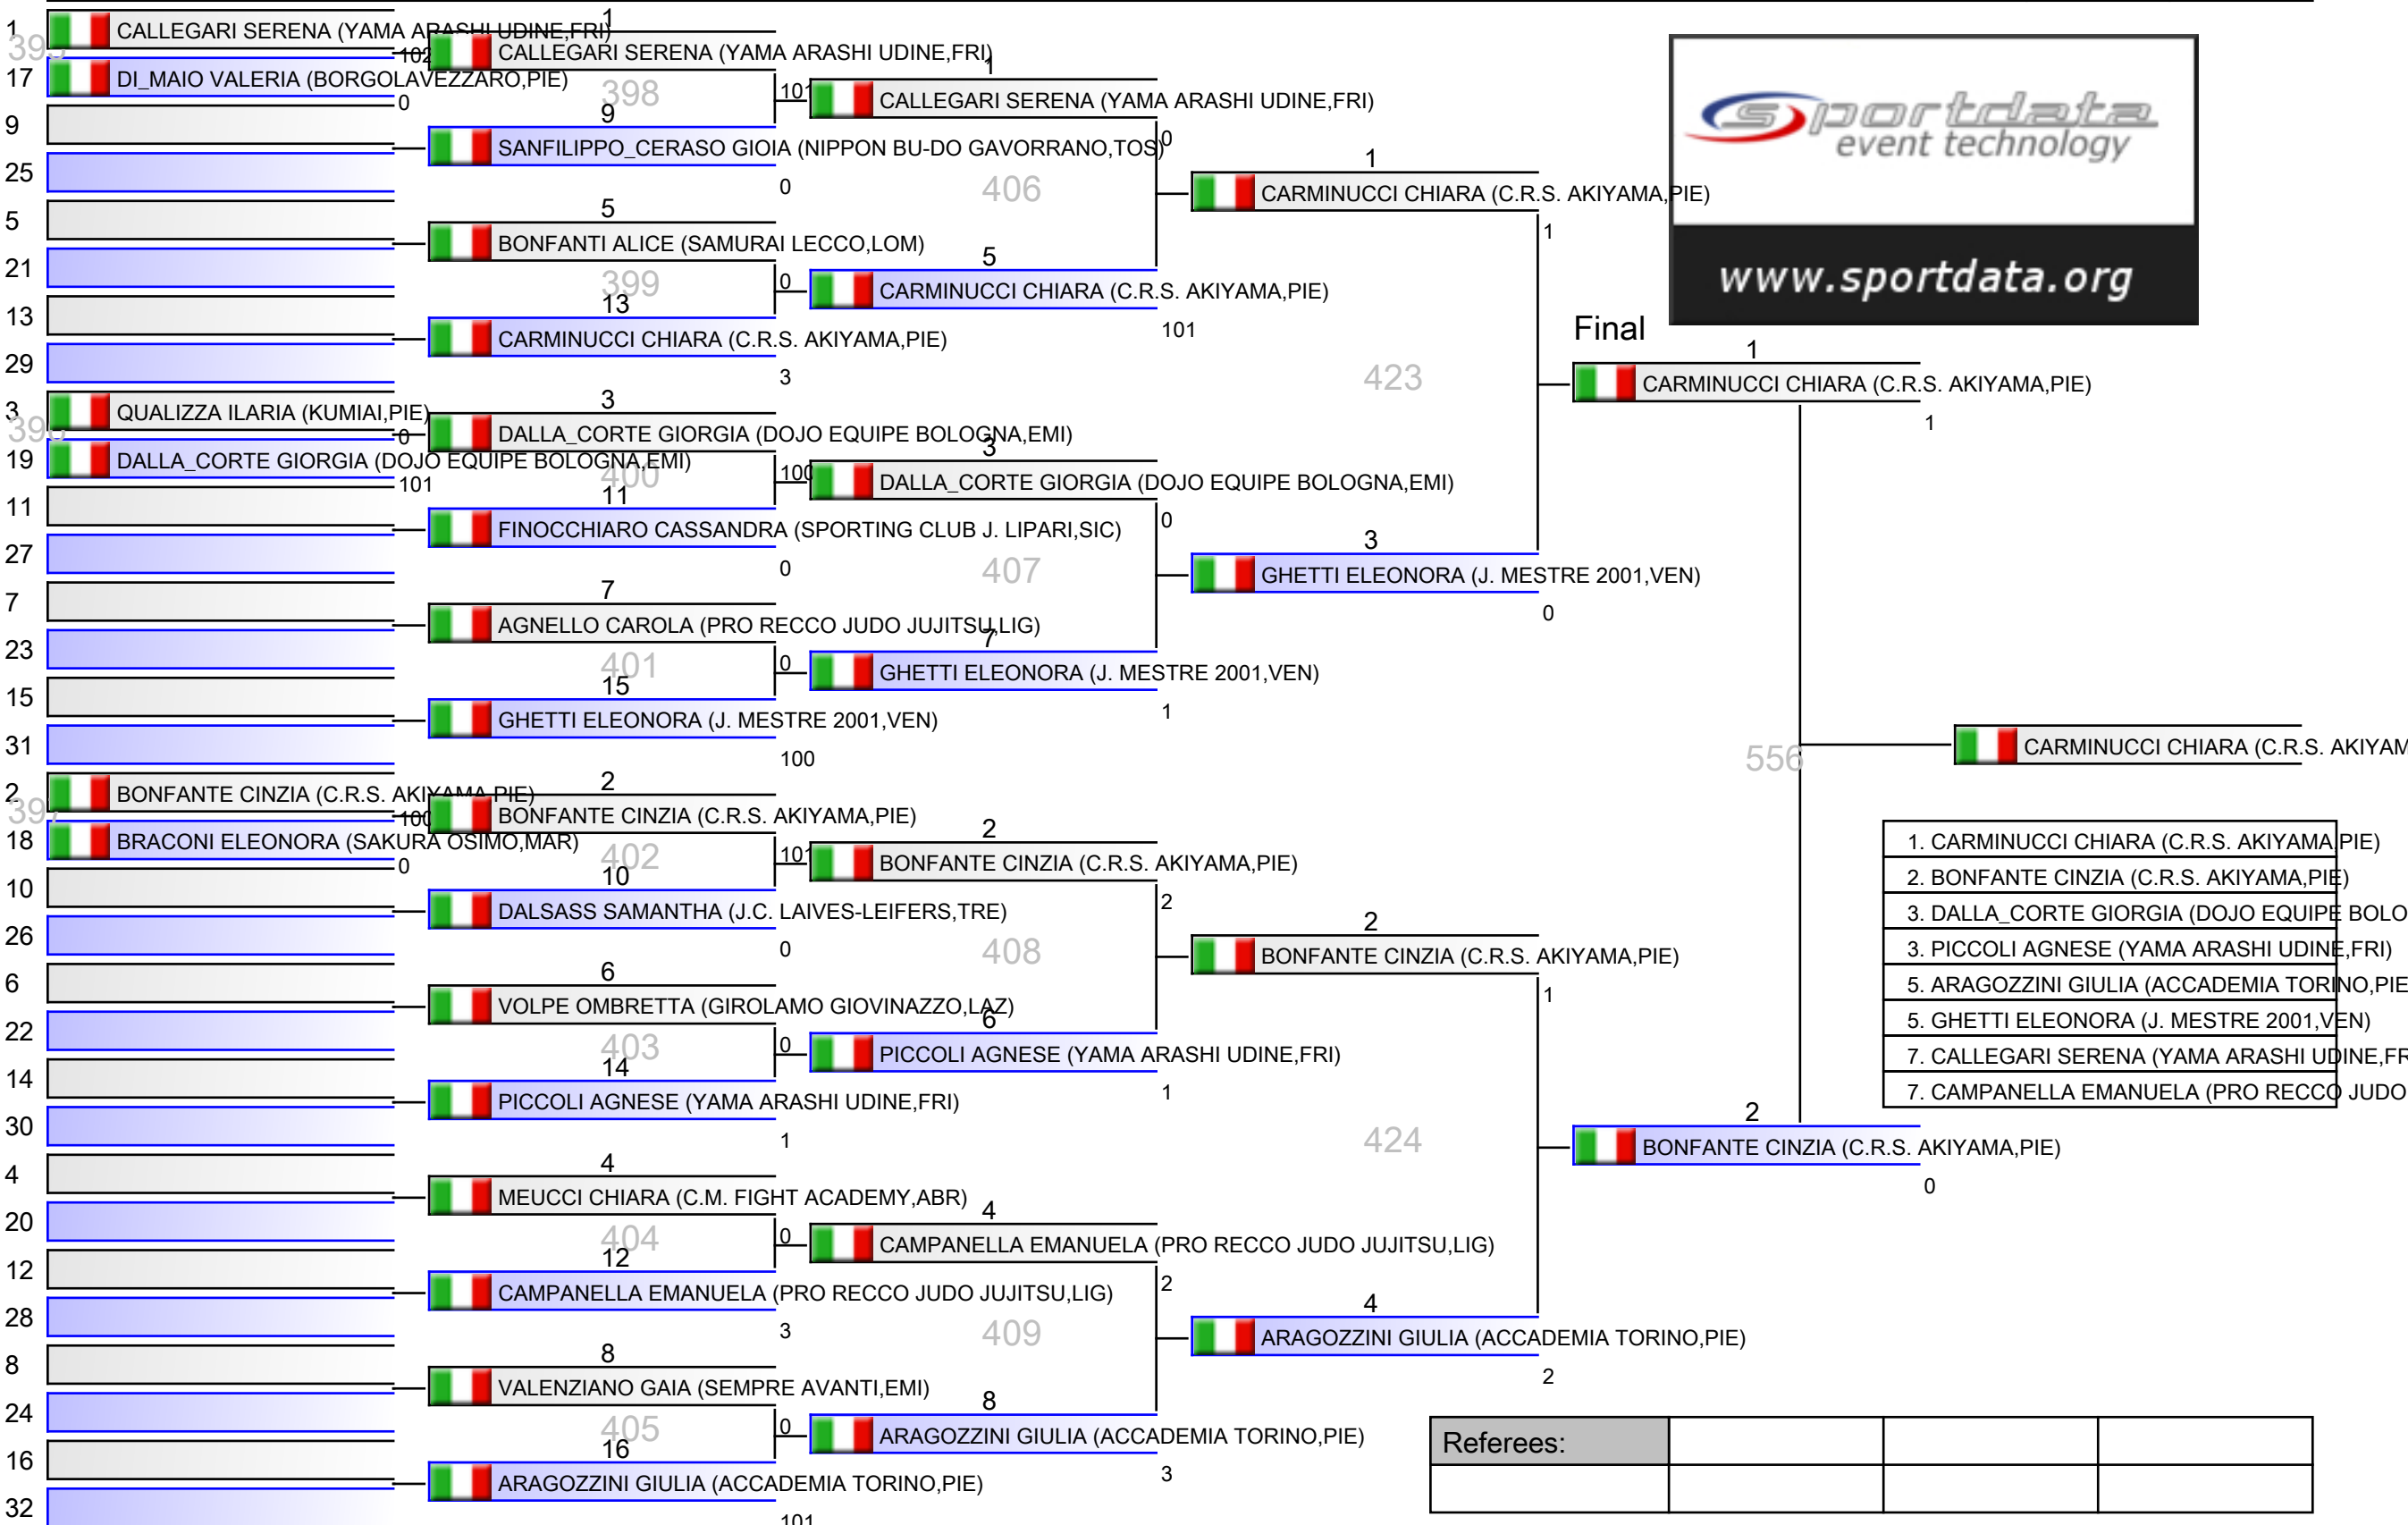 1
CALLEGARI SERENA (YAMA ARASHI UDINE,FRI)
102
17
DI_MAIO VALERIA (BORGOLAVEZZARO,PIE)
0
9
25
5
21
13
29
3
QUALIZZA ILARIA (KUMIAI,PIE)
0
19
DALLA_CORTE GIORGIA (DOJO EQUIPE BOLOGNA,EMI)
101
11
27
7
23
15
31
2
BONFANTE CINZIA (C.R.S. AKIYAMA,PIE)
100
18
BRACONI ELEONORA (SAKURA OSIMO,MAR)
0
10
26
6
22
14
30
4
20
12
28
8
24
16
32
1
CALLEGARI SERENA (YAMA ARASHI UDINE,FRI)
101
398
9
SANFILIPPO_CERASO GIOIA (NIPPON BU-DO GAVORRANO,TOS)
0
5
BONFANTI ALICE (SAMURAI LECCO,LOM)
0
399
13
CARMINUCCI CHIARA (C.R.S. AKIYAMA,PIE)
3
3
DALLA_CORTE GIORGIA (DOJO EQUIPE BOLOGNA,EMI)
100
400
11
FINOCCHIARO CASSANDRA (SPORTING CLUB J. LIPARI,SIC)
0
7
AGNELLO CAROLA (PRO RECCO JUDO JUJITSU,LIG)
0
401
15
GHETTI ELEONORA (J. MESTRE 2001,VEN)
100
2
BONFANTE CINZIA (C.R.S. AKIYAMA,PIE)
101
402
10
DALSASS SAMANTHA (J.C. LAIVES-LEIFERS,TRE)
0
6
VOLPE OMBRETTA (GIROLAMO GIOVINAZZO,LAZ)
0
403
14
PICCOLI AGNESE (YAMA ARASHI UDINE,FRI)
1
4
MEUCCI CHIARA (C.M. FIGHT ACADEMY,ABR)
0
404
12
CAMPANELLA EMANUELA (PRO RECCO JUDO JUJITSU,LIG)
3
8
VALENZIANO GAIA (SEMPRE AVANTI,EMI)
0
405
16
ARAGOZZINI GIULIA (ACCADEMIA TORINO,PIE)
101
1
CALLEGARI SERENA (YAMA ARASHI UDINE,FRI)
0
406
5
CARMINUCCI CHIARA (C.R.S. AKIYAMA,PIE)
101
3
DALLA_CORTE GIORGIA (DOJO EQUIPE BOLOGNA,EMI)
0
407
7
GHETTI ELEONORA (J. MESTRE 2001,VEN)
1
2
BONFANTE CINZIA (C.R.S. AKIYAMA,PIE)
2
408
6
PICCOLI AGNESE (YAMA ARASHI UDINE,FRI)
1
4
CAMPANELLA EMANUELA (PRO RECCO JUDO JUJITSU,LIG)
2
409
8
ARAGOZZINI GIULIA (ACCADEMIA TORINO,PIE)
3
1
CARMINUCCI CHIARA (C.R.S. AKIYAMA,PIE)
1
423
3
GHETTI ELEONORA (J. MESTRE 2001,VEN)
0
2
BONFANTE CINZIA (C.R.S. AKIYAMA,PIE)
1
424
4
ARAGOZZINI GIULIA (ACCADEMIA TORINO,PIE)
2
sportdata
event technology
www.sportdata.org
Final
1
CARMINUCCI CHIARA (C.R.S. AKIYAMA,PIE)
1
556
2
BONFANTE CINZIA (C.R.S. AKIYAMA,PIE)
0
CARMINUCCI CHIARA (C.R.S. AKIYAM
1. CARMINUCCI CHIARA (C.R.S. AKIYAMA,PIE)
2. BONFANTE CINZIA (C.R.S. AKIYAMA,PIE)
3. DALLA_CORTE GIORGIA (DOJO EQUIPE BOLO
3. PICCOLI AGNESE (YAMA ARASHI UDINE,FRI)
5. ARAGOZZINI GIULIA (ACCADEMIA TORINO,PIE
5. GHETTI ELEONORA (J. MESTRE 2001,VEN)
7. CALLEGARI SERENA (YAMA ARASHI UDINE,FR
7. CAMPANELLA EMANUELA (PRO RECCO JUDO
Referees: